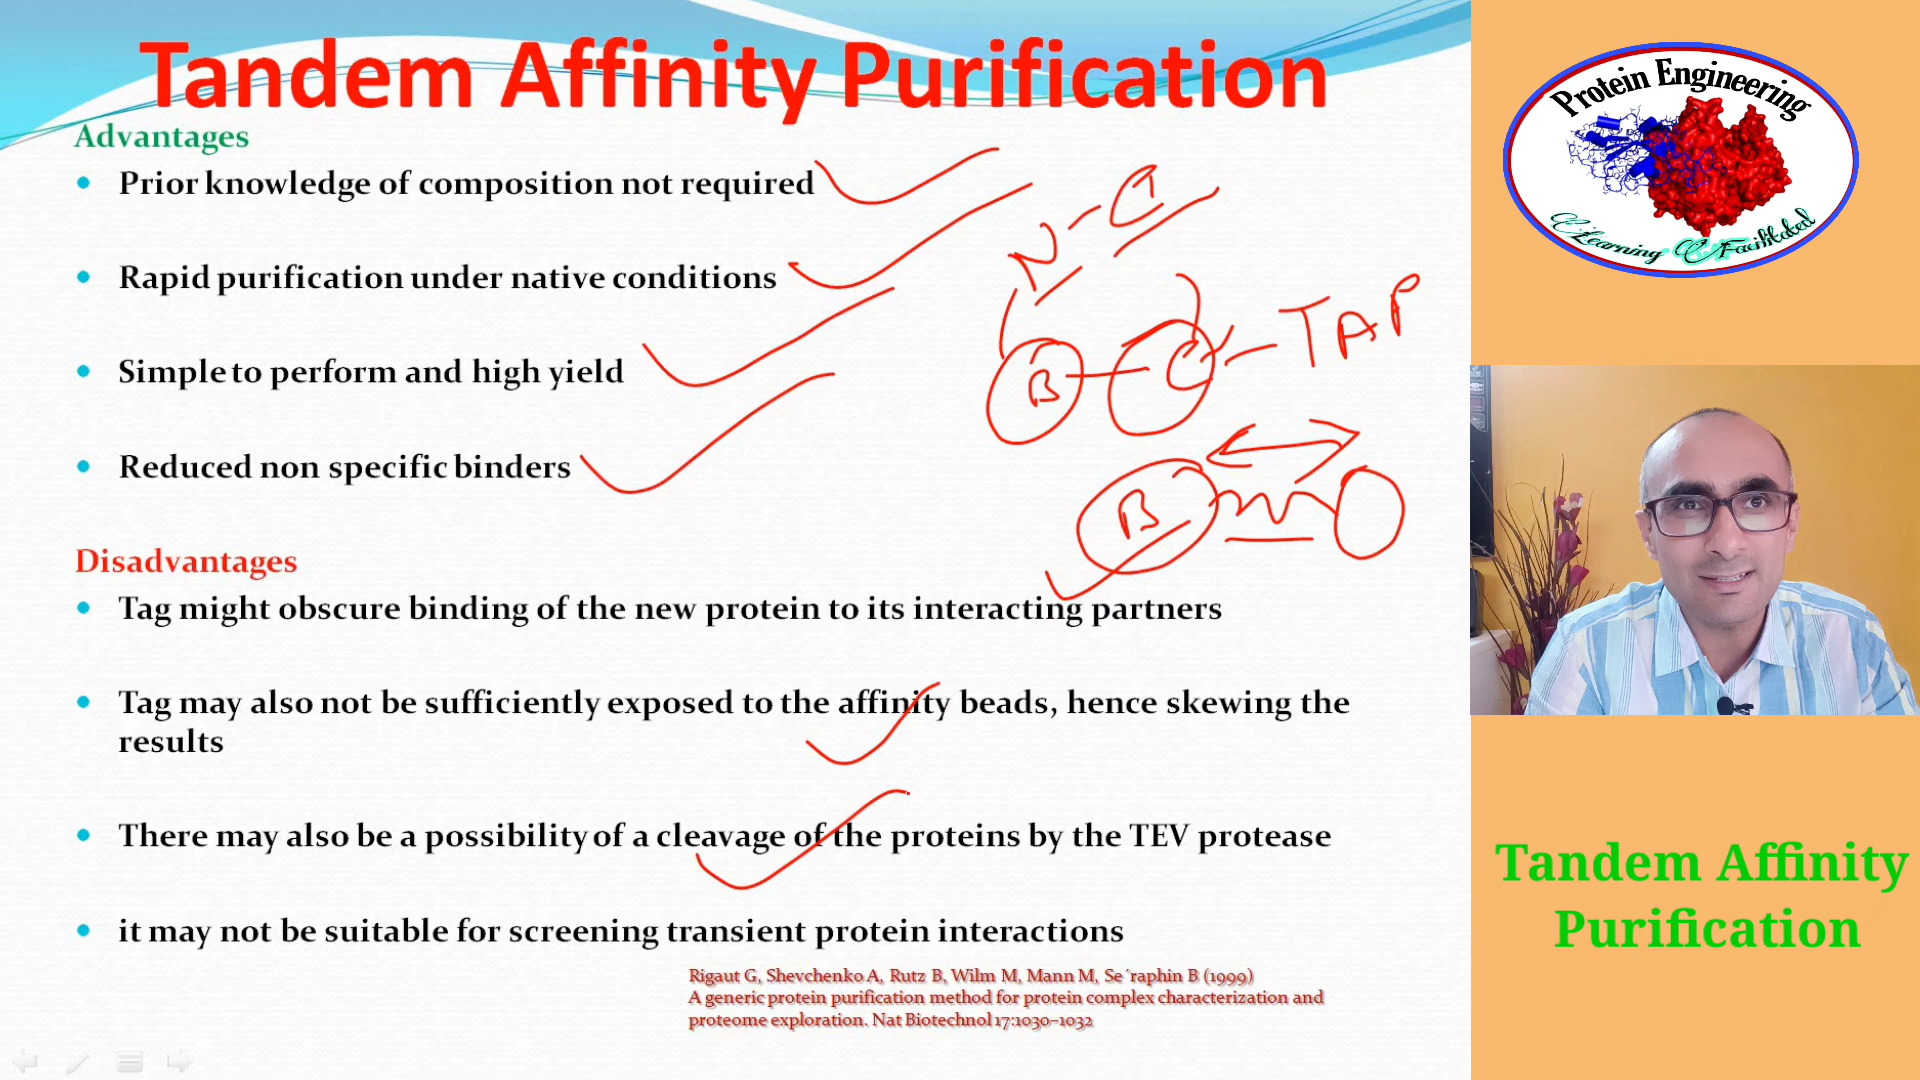 Tandem Affinity Purification
Advantages
Prior knowledge of composition not required
Rapid purification under native conditions
Simple to perform and high yield
Reduced non specific binders
N - C
B - C - TAP
B
Disadvantages
Tag might obscure binding of the new protein to its interacting partners
Tag may also not be sufficiently exposed to the affinity beads, hence skewing the
results
There may also be a possibility of a cleavage of the proteins by the TEV protease
it may not be suitable for screening transient protein interactions
Rigaut G, Shevchenko A, Rutz B, Wilm M, Mann M, Se´raphin B (1999)
A generic protein purification method for protein complex characterization and
proteome exploration. Nat Biotechnol 17:1030–1032
Protein Engineering
Learning Facilitated
Tandem Affinity
Purification